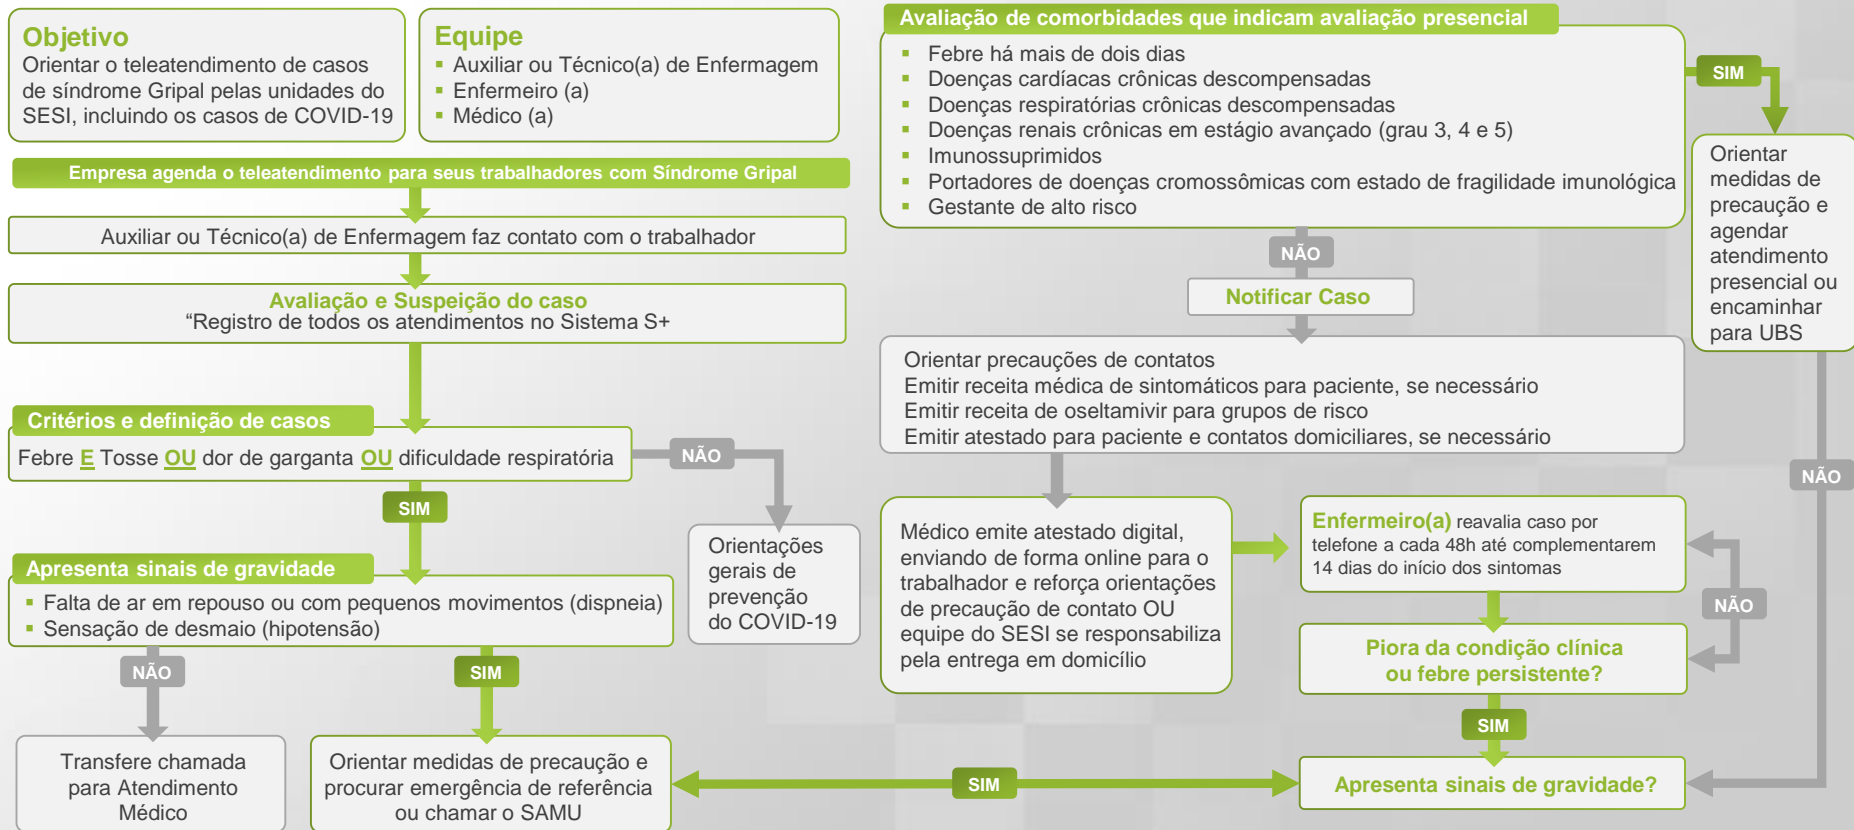 Objetivo
Orientar o teleatendimento de casos
de síndrome Gripal pelas unidades do
SESI, incluindo os casos de COVID-19
Equipe
▪ Auxiliar ou Técnico(a) de Enfermagem
▪ Enfermeiro (a)
▪ Médico (a)
Empresa agenda o teleatendimento para seus trabalhadores com Síndrome Gripal
Auxiliar ou Técnico(a) de Enfermagem faz contato com o trabalhador
Avaliação e Suspeição do caso
“Registro de todos os atendimentos no Sistema S+
Critérios e definição de casos
Febre E Tosse OU dor de garganta OU dificuldade respiratória
NÃO
SIM
Orientações
gerais de
prevenção
do COVID-19
Apresenta sinais de gravidade
▪ Falta de ar em repouso ou com pequenos movimentos (dispneia)
▪ Sensação de desmaio (hipotensão)
NÃO
SIM
Transfere chamada
para Atendimento
Médico
Orientar medidas de precaução e
procurar emergência de referência
ou chamar o SAMU
Avaliação de comorbidades que indicam avaliação presencial
▪ Febre há mais de dois dias
▪ Doenças cardíacas crônicas descompensadas
▪ Doenças respiratórias crônicas descompensadas
▪ Doenças renais crônicas em estágio avançado (grau 3, 4 e 5)
▪ Imunossuprimidos
▪ Portadores de doenças cromossômicas com estado de fragilidade imunológica
▪ Gestante de alto risco
SIM
Orientar
medidas de
precaução e
agendar
atendimento
presencial ou
encaminhar
para UBS
NÃO
NÃO
Notificar Caso
Orientar precauções de contatos
Emitir receita médica de sintomáticos para paciente, se necessário
Emitir receita de oseltamivir para grupos de risco
Emitir atestado para paciente e contatos domiciliares, se necessário
Médico emite atestado digital,
enviando de forma online para o
trabalhador e reforça orientações
de precaução de contato OU
equipe do SESI se responsabiliza
pela entrega em domicílio
Enfermeiro(a) reavalia caso por
telefone a cada 48h até complementarem
14 dias do início dos sintomas
NÃO
Piora da condição clínica
ou febre persistente?
SIM
Apresenta sinais de gravidade?
SIM